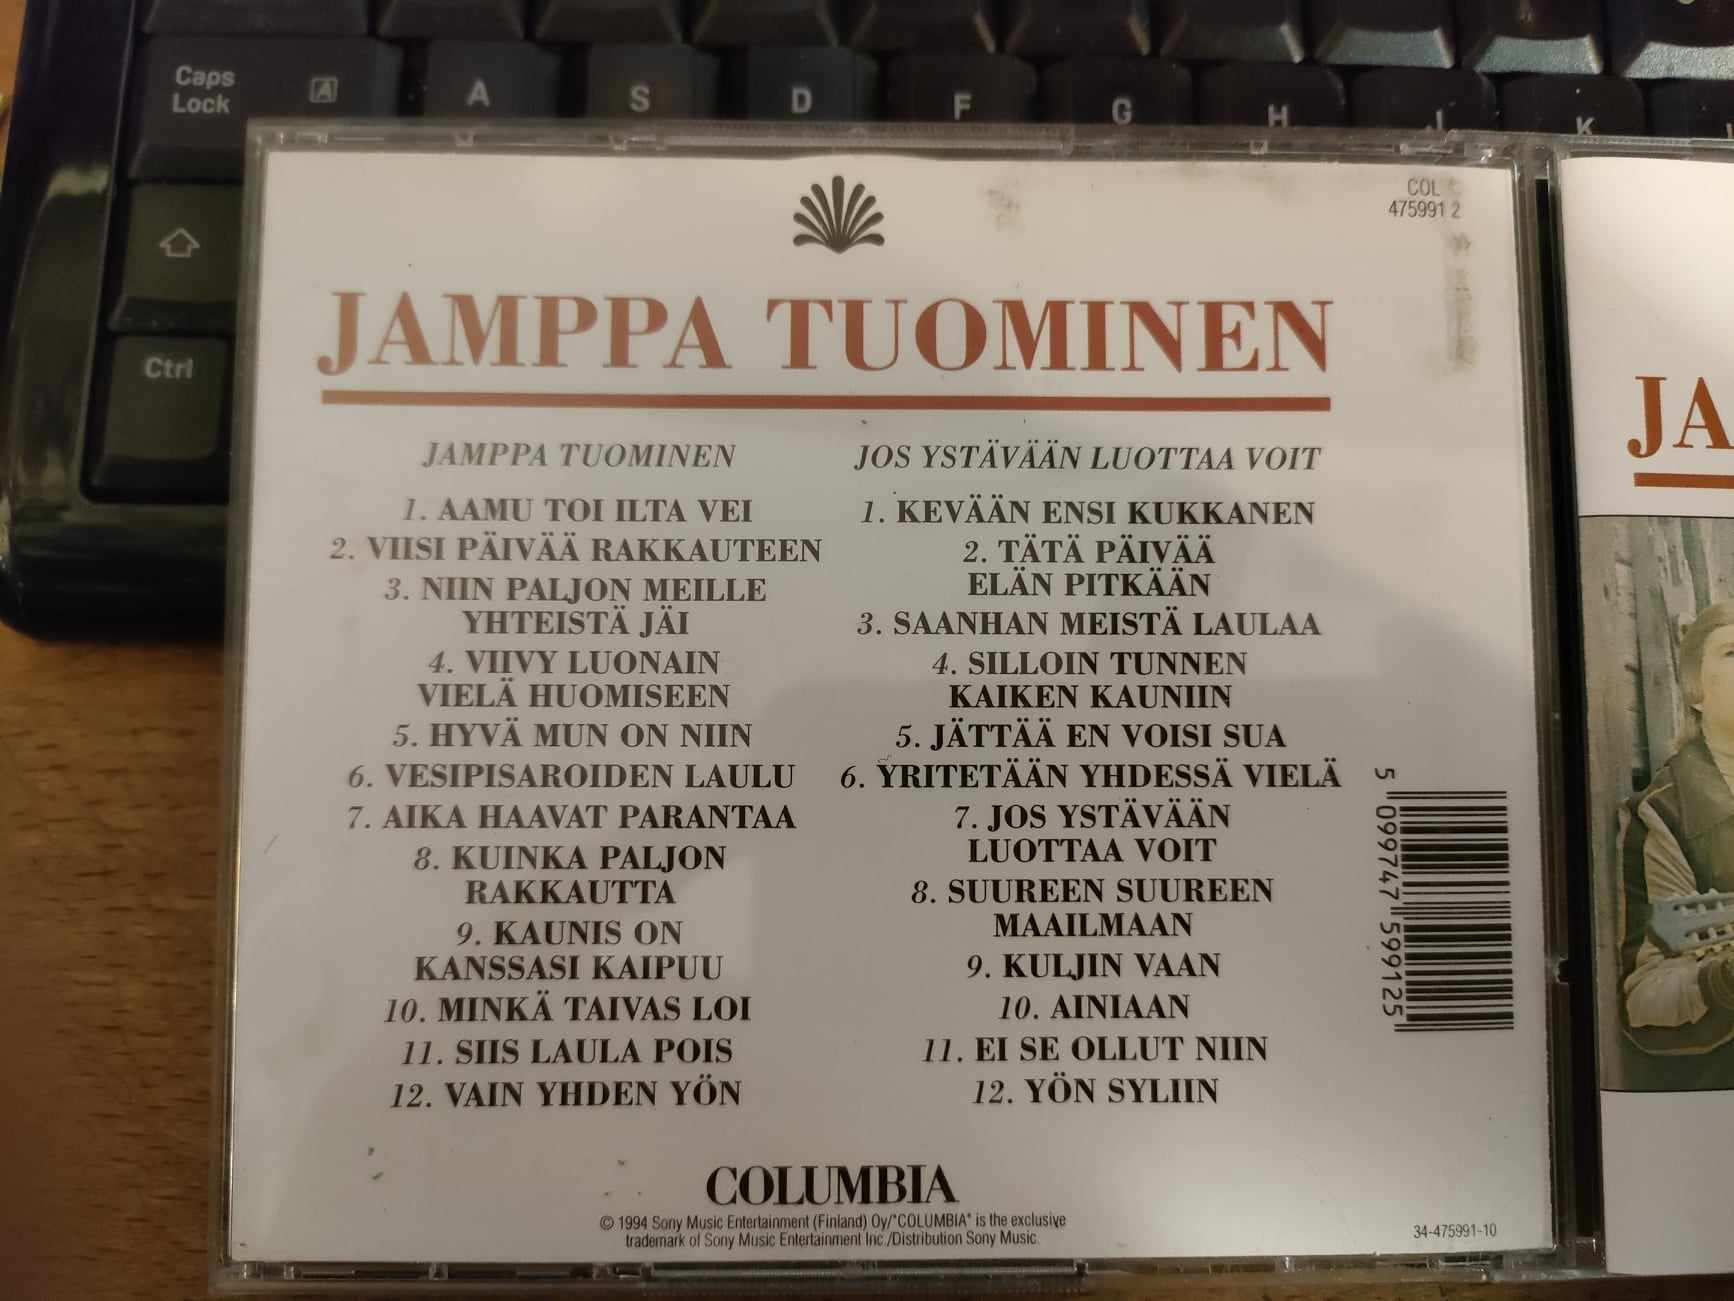 Caps
Lock
A
A
S
D
F
G
H
J
K
Ctrl
COL
475991 2
JAMPPA TUOMINEN
JAMPPA TUOMINEN
1. AAMU TOI ILTA VEI
2. VIISI PÄIVÄÄ RAKKAUTEEN
3. NIIN PALJON MEILLE
YHTEISTÄ JÄI
4. VIIVY LUONAIN
VIELÄ HUOMISEEN
5. HYVÄ MUN ON NIIN
6. VESIPISAROIDEN LAULU
7. AIKA HAAVAT PARANTAA
8. KUINKA PALJON
RAKKAUTTA
9. KAUNIS ON
KANSSASI KAIPUU
10. MINKÄ TAIVAS LOI
11. SIIS LAULA POIS
12. VAIN YHDEN YÖN
JOS YSTÄVÄÄN LUOTTAA VOIT
1. KEVÄÄN ENSI KUKKANEN
2. TÄTÄ PÄIVÄÄ
ELÄN PITKÄÄN
3. SAANHAN MEISTÄ LAULAA
4. SILLOIN TUNNEN
KAIKEN KAUNIIN
5. JÄTTÄÄ EN VOISI SUA
6. YRITETÄÄN YHDESSÄ VIELÄ
7. JOS YSTÄVÄÄN
LUOTTAA VOIT
8. SUUREEN SUUREEN
MAAILMAAN
9. KULJIN VAAN
10. AINIAAN
11. EI SE OLLUT NIIN
12. YÖN SYLIIN
5 099747 599125
COLUMBIA
© 1994 Sony Music Entertainment (Finland) Oy/"COLUMBIA" is the exclusive
trademark of Sony Music Entertainment Inc./Distribution Sony Music.
34-475991-10
JA